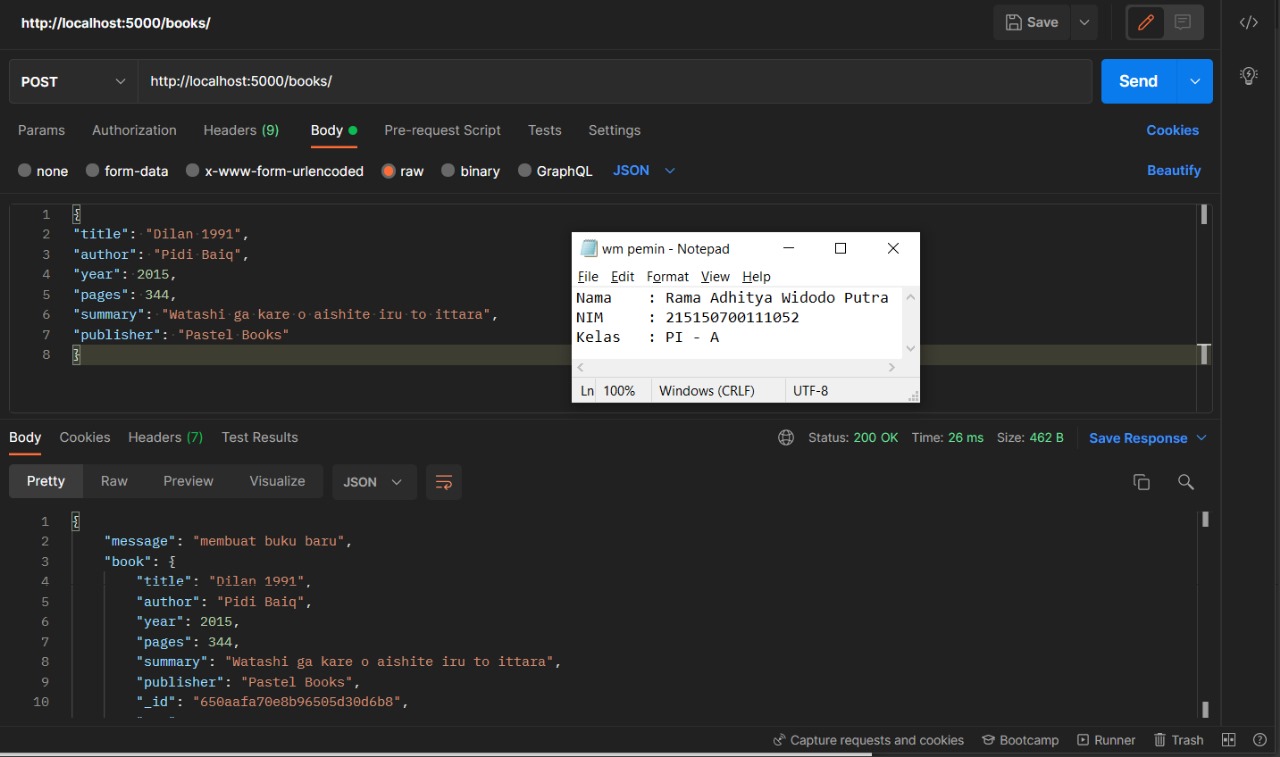 http://localhost:5000/books/
Save
POST
http://localhost:5000/books/
Send
Params Authorization Headers (9) Body Pre-request Script Tests Settings Cookies
none form-data x-www-form-urlencoded raw binary GraphQL JSON Beautify
1 {
2 "title": "Dilan 1991",
3 "author": "Pidi Baiq",
4 "year": 2015,
5 "pages": 344,
6 "summary": "Watashi ga kare o aishite iru to ittara",
7 "publisher": "Pastel Books"
8 }
wm pemin - Notepad
File Edit Format View Help
Nama : Rama Adhitya Widodo Putra
NIM : 215150700111052
Kelas : PI - A
Ln 100% Windows (CRLF) UTF-8
Body Cookies Headers (7) Test Results Status: 200 OK Time: 26 ms Size: 462 B Save Response
Pretty Raw Preview Visualize JSON
1 {
2 "message": "membuat buku baru",
3 "book": {
4 "title": "Dilan 1991",
5 "author": "Pidi Baiq",
6 "year": 2015,
7 "pages": 344,
8 "summary": "Watashi ga kare o aishite iru to ittara",
9 "publisher": "Pastel Books",
10 "_id": "650aafa70e8b96505d30d6b8",
Capture requests and cookies Bootcamp Runner Trash